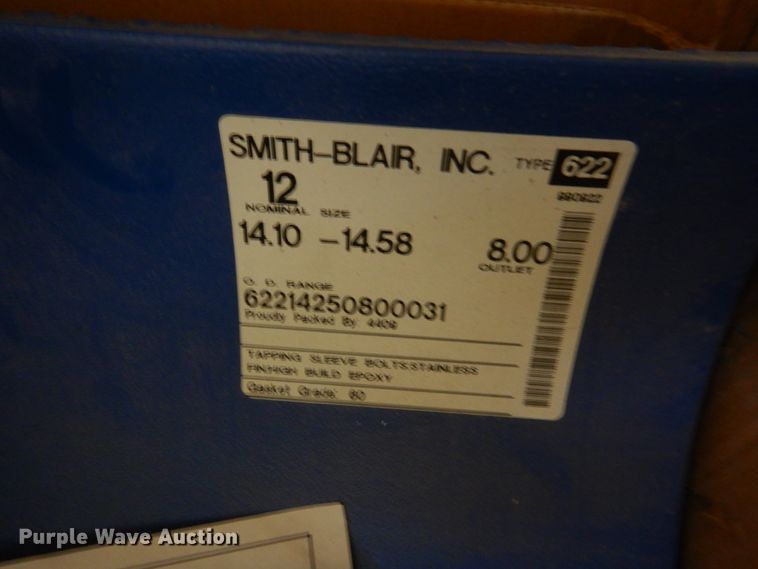 SMITH-BLAIR, INC. TYPE 622
12
NOMINAL SIZE
14.10 -14.58 8.00
OUTLET
O. D. RANGE
62214250800031
Proudly Packed By 4406
TAPPING SLEEVE BOLTS:STAINLESS
FIN:HIGH BUILD EPOXY
Gasket Grade: 60
Purple Wave Auction